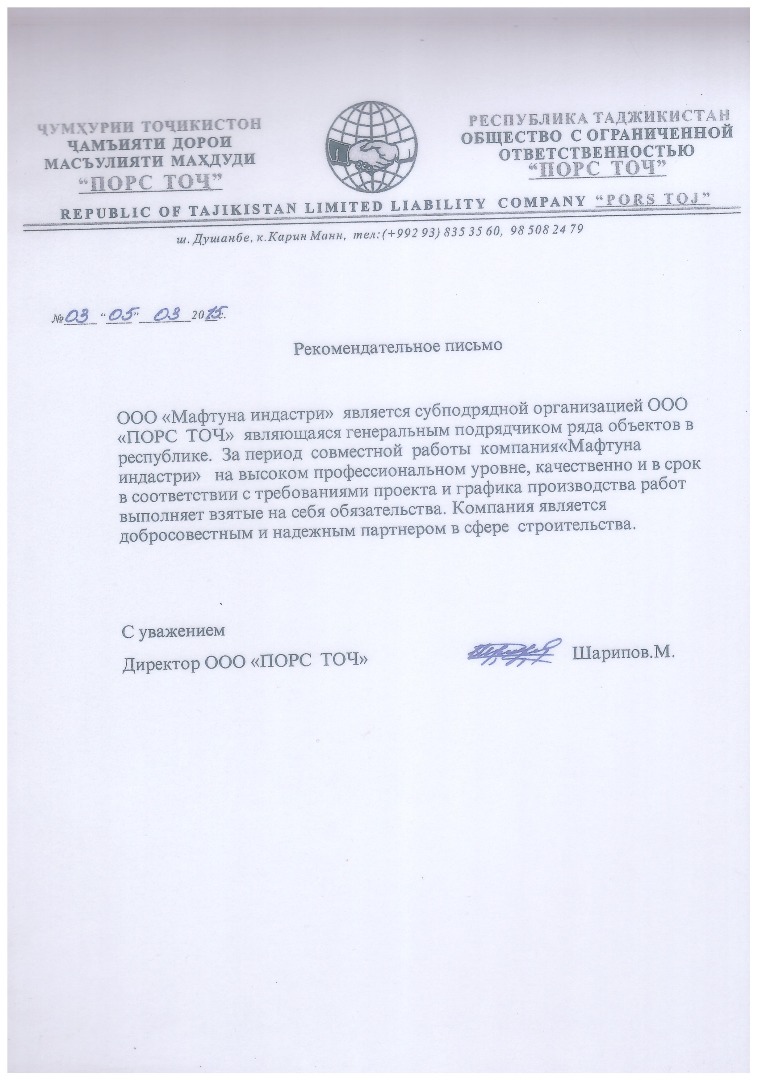 ҶУМҲУРИИ ТОҶИКИСТОН
ҶАМЪИЯТИ ДОРОИ
МАСЪУЛИЯТИ МАҲДУДИ
“ПОРС ТОҶ”
РЕСПУБЛИКА ТАДЖИКИСТАН
ОБЩЕСТВО С ОГРАНИЧЕННОЙ
ОТВЕТСТВЕННОСТЬЮ
“ПОРС ТОҶ”
REPUBLIC OF TAJIKISTAN LIMITED LIABILITY COMPANY “PORS TOJ”
ш. Душанбе, к.Карин Манн, тел: (+992 93) 835 35 60, 98 508 24 79
№03 “05” 03 2015г.
Рекомендательное письмо
ООО «Мафтуна индастри» является субподрядной организацией ООО
«ПОРС ТОЧ» являющаяся генеральным подрядчиком ряда объектов в
республике. За период совместной работы компания«Мафтуна
индастри» на высоком профессиональном уровне, качественно и в срок
в соответствии с требованиями проекта и графика производства работ
выполняет взятые на себя обязательства. Компания является
добросовестным и надежным партнером в сфере строительства.
С уважением
Директор ООО «ПОРС ТОЧ»
Шарипов.М.